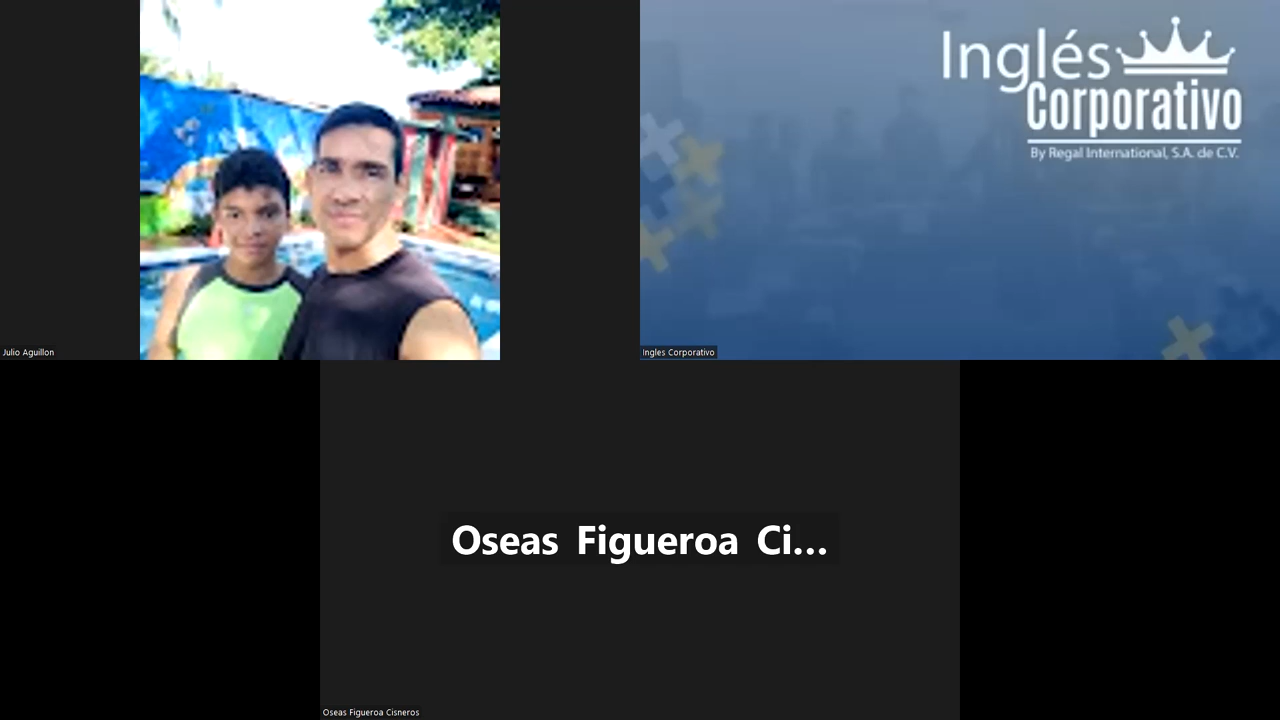 Inglés
Corporativo
By Regal International, S.A. de C.V.
Julio Aguillon
Ingles Corporativo
Oseas Figueroa Ci...
Oseas Figueroa Cisneros